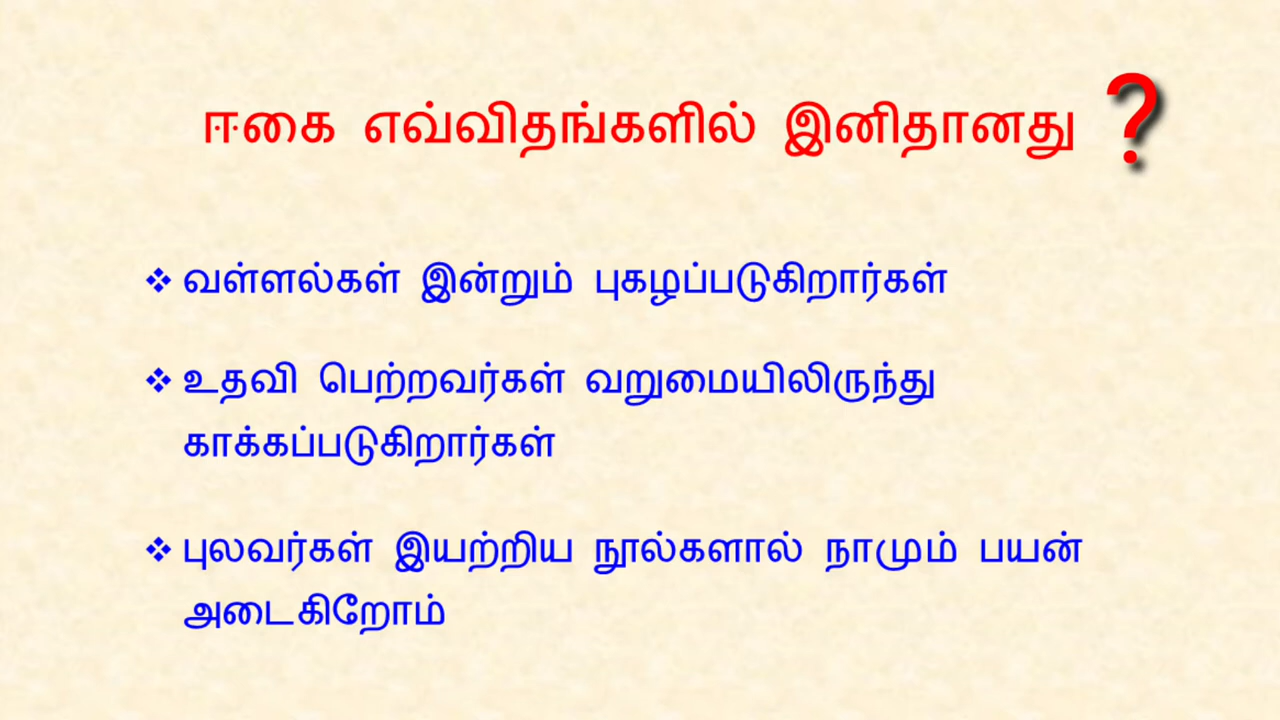 ஈகை எவ்விதங்களில் இனிதானது ?
❖ வள்ளல்கள் இன்றும் புகழப்படுகிறார்கள்
❖ உதவி பெற்றவர்கள் வறுமையிலிருந்து
காக்கப்படுகிறார்கள்
❖ புலவர்கள் இயற்றிய நூல்களால் நாமும் பயன்
அடைகிறோம்